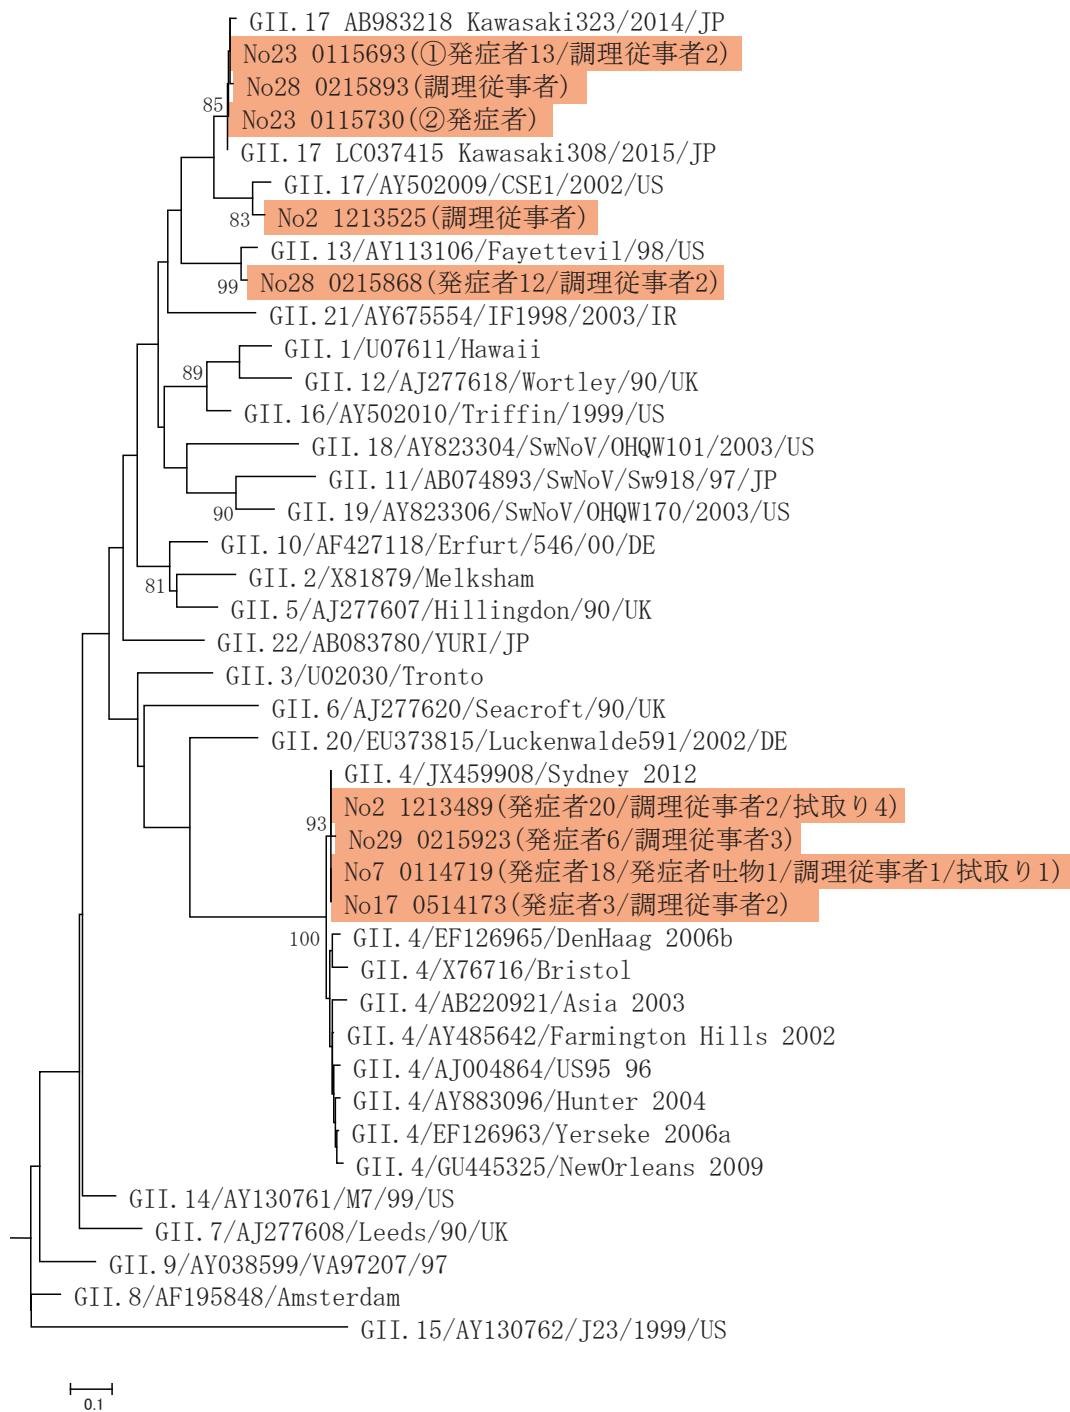 GII.17 AB983218 Kawasaki323/2014/JP
No23 0115693(①発症者13/調理従事者2)
No28 0215893(調理従事者)
85
No23 0115730(②発症者)
GII.17 LC037415 Kawasaki308/2015/JP
GII.17/AY502009/CSE1/2002/US
83
No2 1213525(調理従事者)
GII.13/AY113106/Fayettevil/98/US
99
No28 0215868(発症者12/調理従事者2)
GII.21/AY675554/IF1998/2003/IR
GII.1/U07611/Hawaii
89
GII.12/AJ277618/Wortley/90/UK
GII.16/AY502010/Triffin/1999/US
GII.18/AY823304/SwNoV/OHQW101/2003/US
GII.11/AB074893/SwNoV/Sw918/97/JP
90
GII.19/AY823306/SwNoV/OHQW170/2003/US
GII.10/AF427118/Erfurt/546/00/DE
81
GII.2/X81879/Melksham
GII.5/AJ277607/Hillingdon/90/UK
GII.22/AB083780/YURI/JP
GII.3/U02030/Tronto
GII.6/AJ277620/Seacroft/90/UK
GII.20/EU373815/Luckenwalde591/2002/DE
GII.4/JX459908/Sydney 2012
No2 1213489(発症者20/調理従事者2/拭取り4)
93
No29 0215923(発症者6/調理従事者3)
No7 0114719(発症者18/発症者吐物1/調理従事者1/拭取り1)
No17 0514173(発症者3/調理従事者2)
100
GII.4/EF126965/DenHaag 2006b
GII.4/X76716/Bristol
GII.4/AB220921/Asia 2003
GII.4/AY485642/Farmington Hills 2002
GII.4/AJ004864/US95 96
GII.4/AY883096/Hunter 2004
GII.4/EF126963/Yerseke 2006a
GII.4/GU445325/NewOrleans 2009
GII.14/AY130761/M7/99/US
GII.7/AJ277608/Leeds/90/UK
GII.9/AY038599/VA97207/97
GII.8/AF195848/Amsterdam
GII.15/AY130762/J23/1999/US
0.1